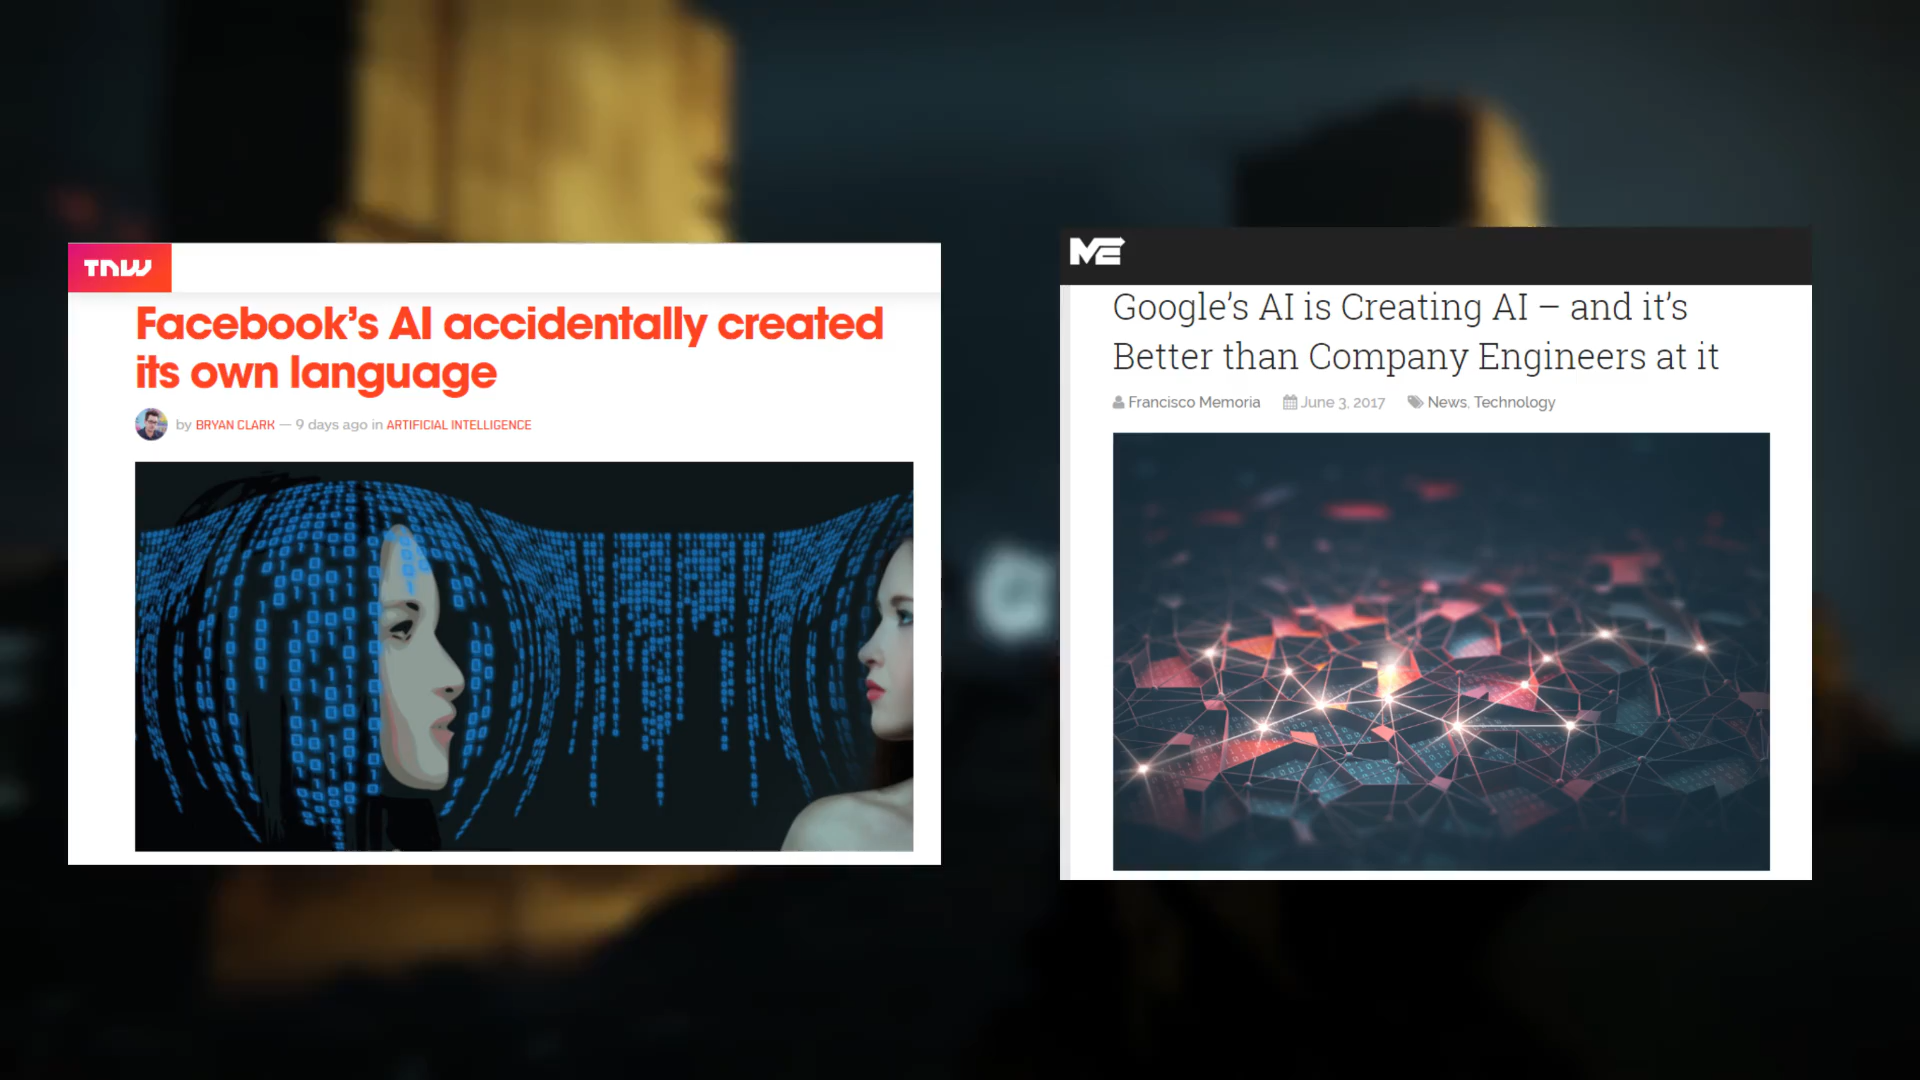 TNW
Facebook's AI accidentally created
its own language
by BRYAN CLARK — 9 days ago in ARTIFICIAL INTELLIGENCE
ME
Google's AI is Creating AI – and it's
Better than Company Engineers at it
Francisco Memoria June 3, 2017 News, Technology